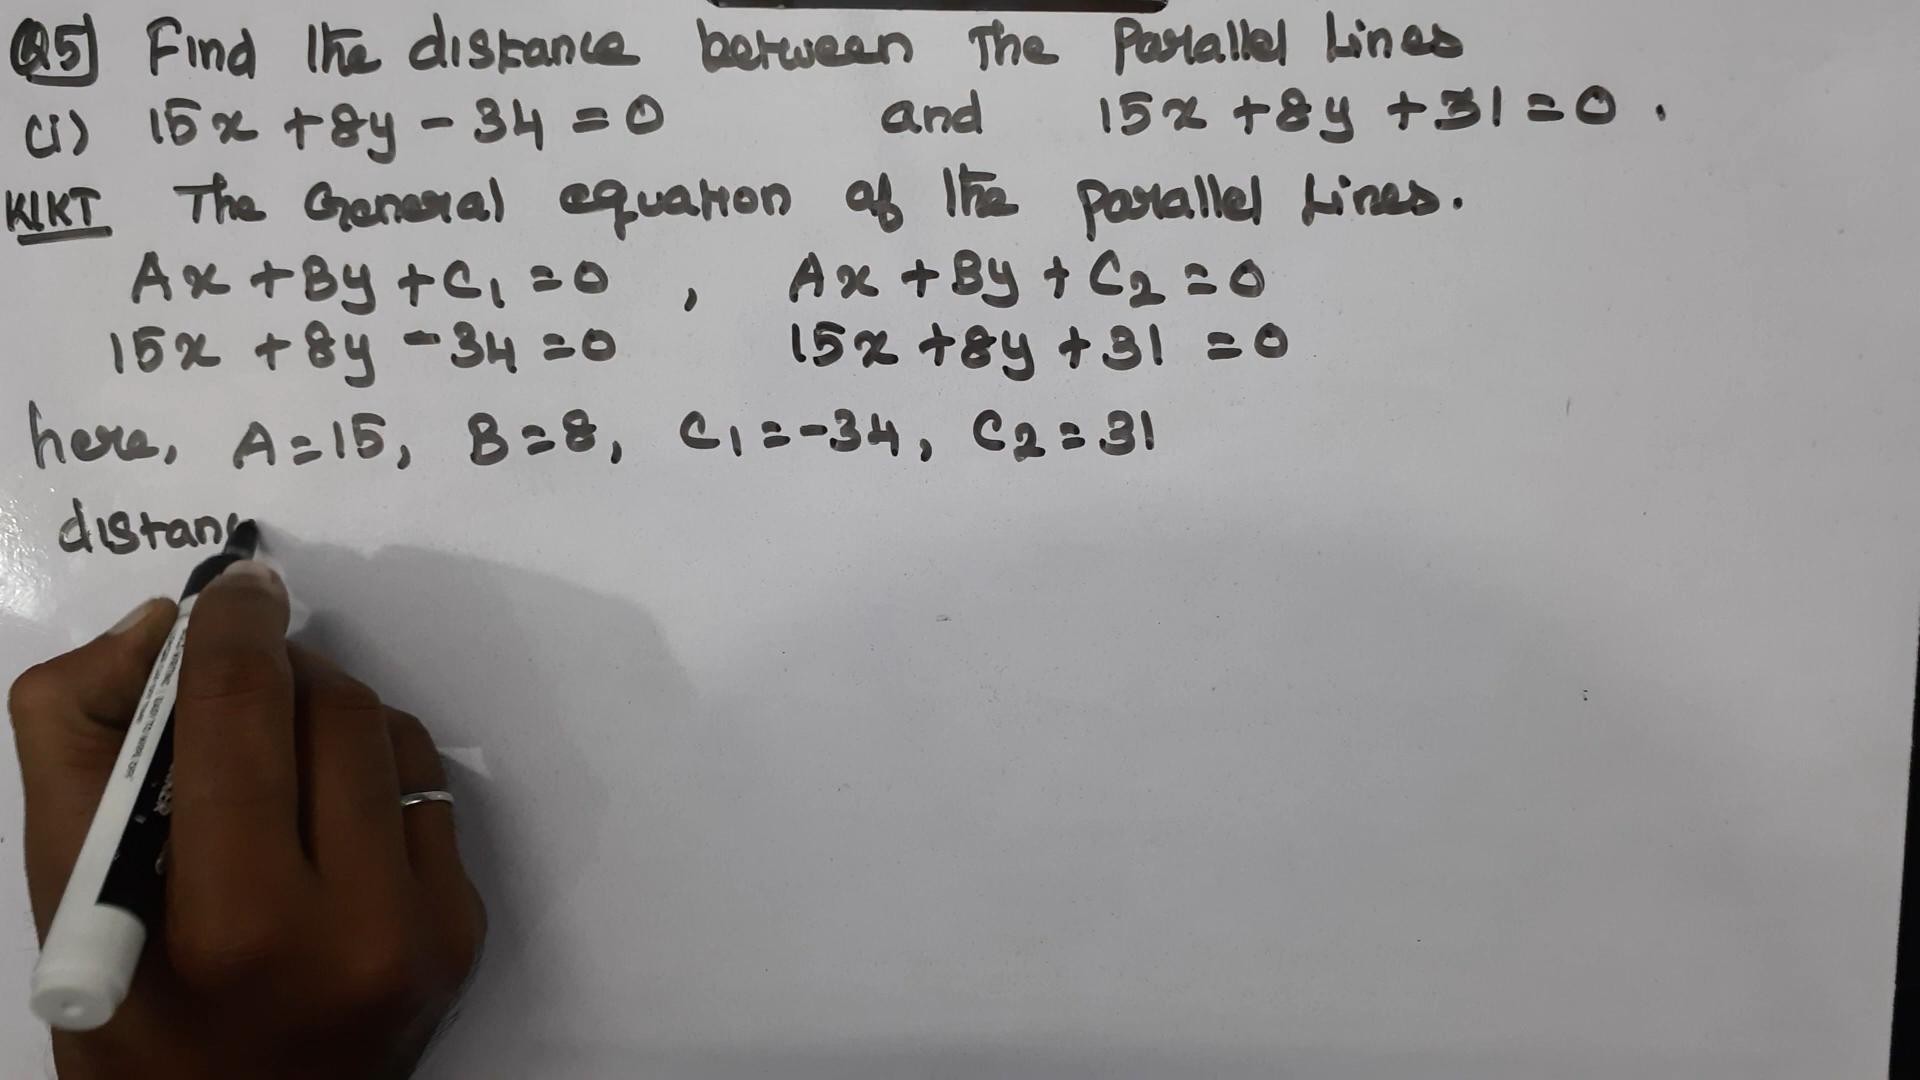 Q5] Find the distance between the Parallel Lines
(i) 15x + 8y - 34 = 0 and 15x + 8y + 31 = 0 .
KLKT The General equation of the parallel Lines.
Ax + By + C₁ = 0 , Ax + By + C₂ = 0
15x + 8y - 34 = 0 15x + 8y + 31 = 0
here, A = 15, B = 8, C₁ = -34, C₂ = 31
distanc